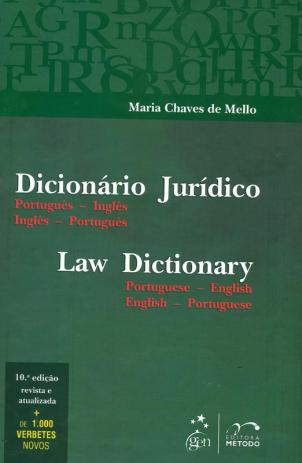 Maria Chaves de Mello
Dicionário Jurídico
Português – Inglês
Inglês – Português
Law Dictionary
Portuguese – English
English – Portuguese
10.ª edição
revista e
atualizada
+
DE 1.000
VERBETES
NOVOS
gen
EDITORA
MÉTODO